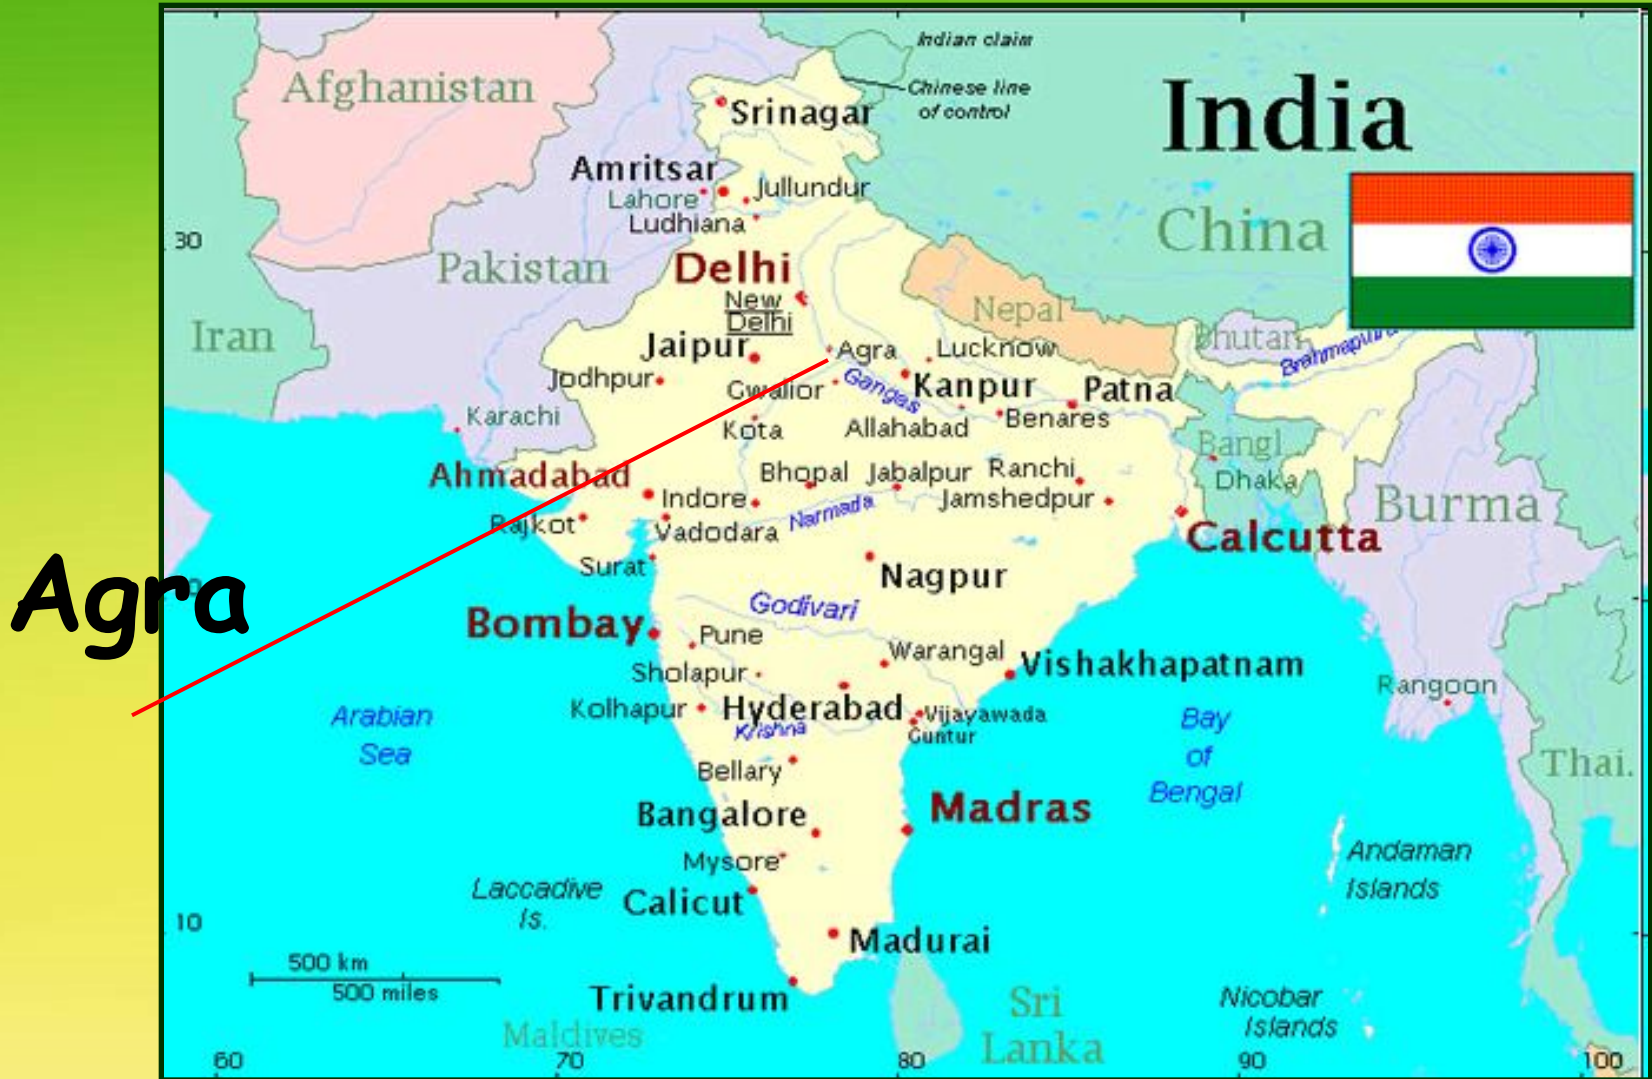 Indian claim
Afghanistan
Chinese line
of control
India
Srinagar
Amritsar
Jullundur
Lahore
Ludhiana
China
30
Pakistan
Delhi
New
Delhi
Nepal
Iran
Bhutan
Brahmaputra
Jaipur
Agra
Lucknow
Jodhpur
Gwalior
Gangas
Kanpur
Patna
Karachi
Kota
Allahabad
Benares
Bangl.
Ahmadabad
Bhopal
Jabalpur
Ranchi
Dhaka
Indore
Jamshedpur
Burma
Rajkot
Vadodara
Narmada
Calcutta
Surat
Nagpur
Agra
Godivari
Bombay
Pune
Warangal
Vishakhapatnam
Sholapur
Rangoon
Kolhapur
Hyderabad
Vijayawada
Guntur
Krishna
Arabian
Sea
Bay
of
Bengal
Thai.
Bellary
Bangalore
Madras
Mysore
Andaman
Islands
Laccadive
Is.
Calicut
10
Madurai
500 km
500 miles
Trivandrum
Sri
Lanka
Nicobar
Islands
Maldives
60
70
80
90
100